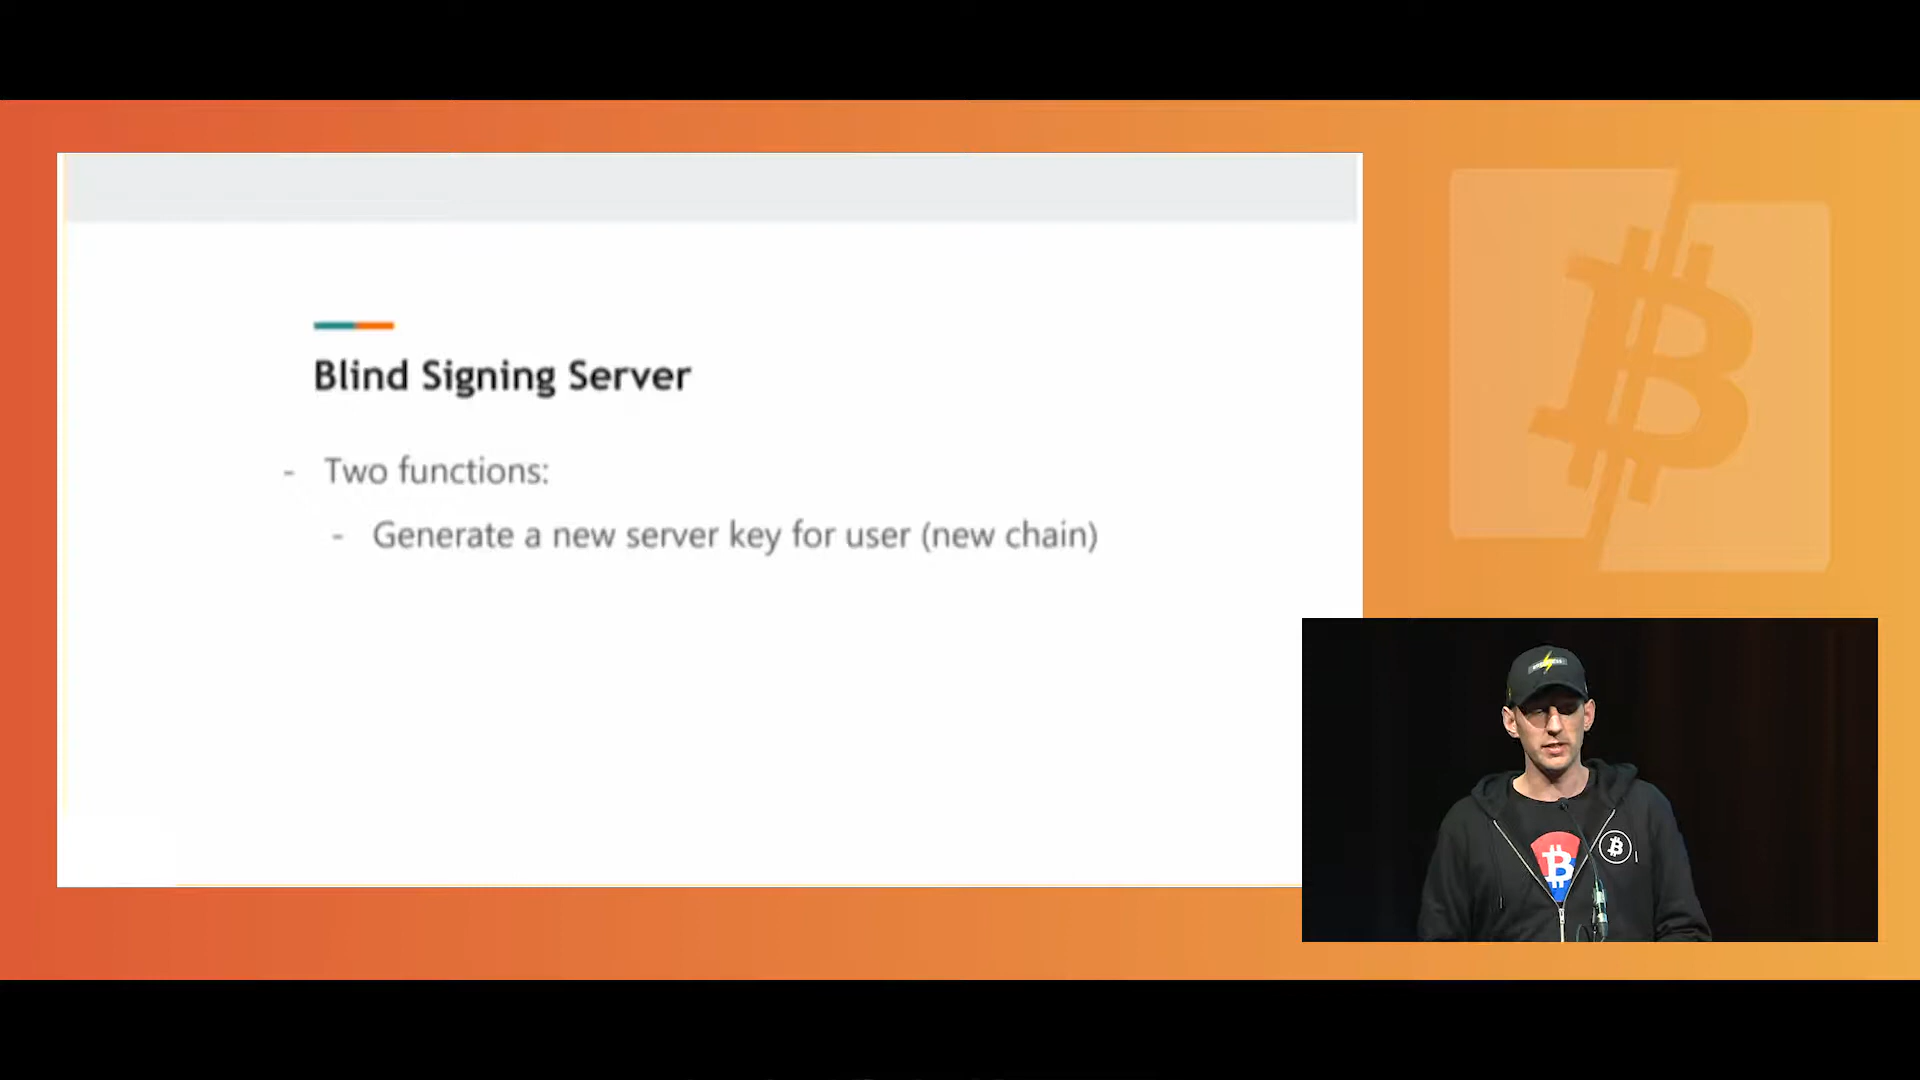 Blind Signing Server
- Two functions:
- Generate a new server key for user (new chain)